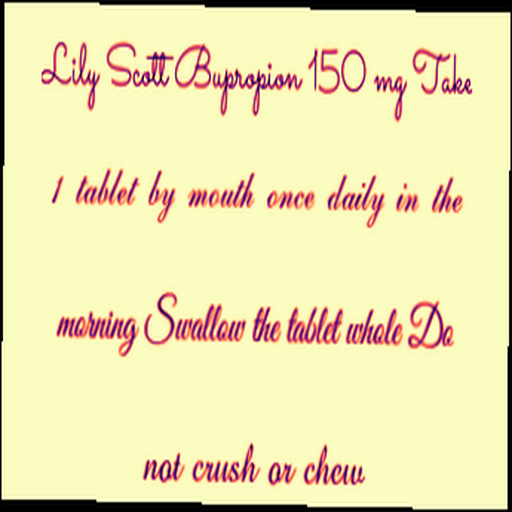 Lily Scott Bupropion 150 mg Take
1 tablet by mouth once daily in the
morning Swallow the tablet whole Do
not crush or chew